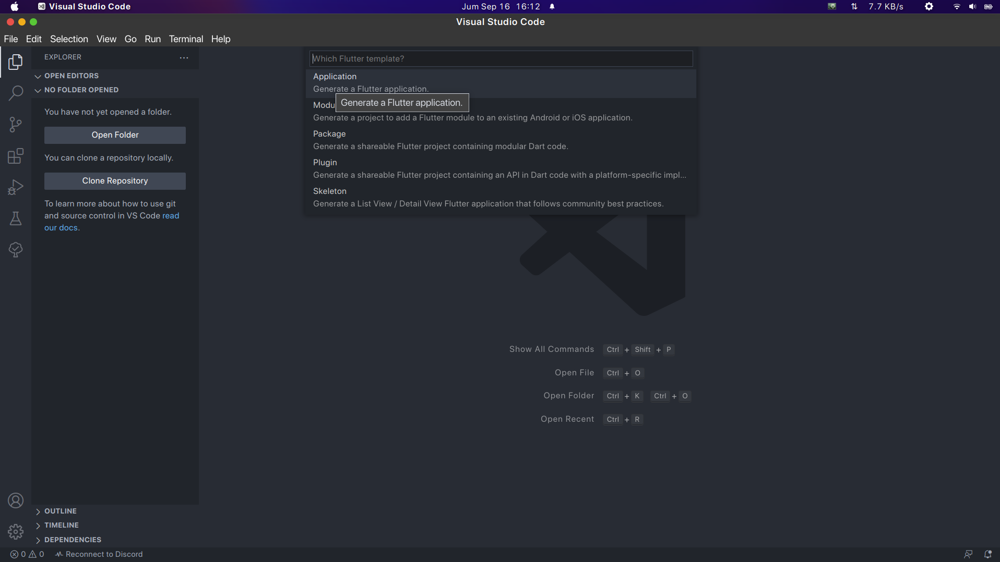 Visual Studio Code
Jum Sep 16 16:12
7.7 KB/s
Visual Studio Code
File Edit Selection View Go Run Terminal Help
EXPLORER
OPEN EDITORS
NO FOLDER OPENED
You have not yet opened a folder.
Open Folder
You can clone a repository locally.
Clone Repository
To learn more about how to use git
and source control in VS Code read
our docs.
OUTLINE
TIMELINE
DEPENDENCIES
Which Flutter template?
Application
Generate a Flutter application.
Generate a Flutter application.
Modu
Generate a project to add a Flutter module to an existing Android or iOS application.
Package
Generate a shareable Flutter project containing modular Dart code.
Plugin
Generate a shareable Flutter project containing an API in Dart code with a platform-specific impl...
Skeleton
Generate a List View / Detail View Flutter application that follows community best practices.
Show All Commands Ctrl + Shift + P
Open File Ctrl + O
Open Folder Ctrl + K Ctrl + O
Open Recent Ctrl + R
0 0 Reconnect to Discord